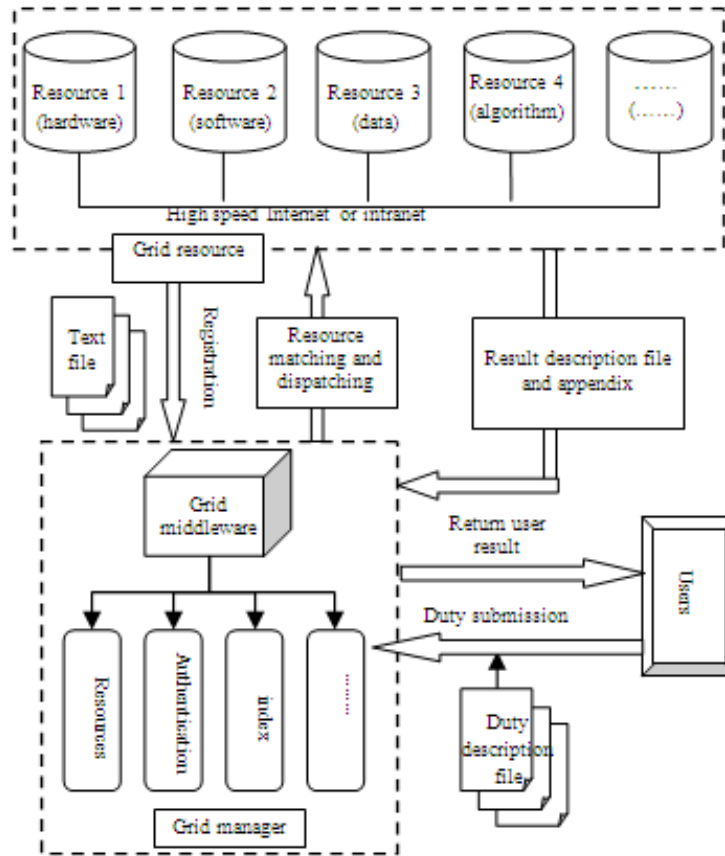 Resource 1
(hardware)
Resource 2
(software)
Resource 3
(data)
Resource 4
(algorithm)
......
(......)
High speed Internet or intranet
Grid resource
Text
file
Registration
Resource
matching and
dispatching
Result description file
and appendix
Grid
middleware
Return user
result
Users
Duty submission
Resources
Authentication
index
........
Duty
description
file
Grid manager